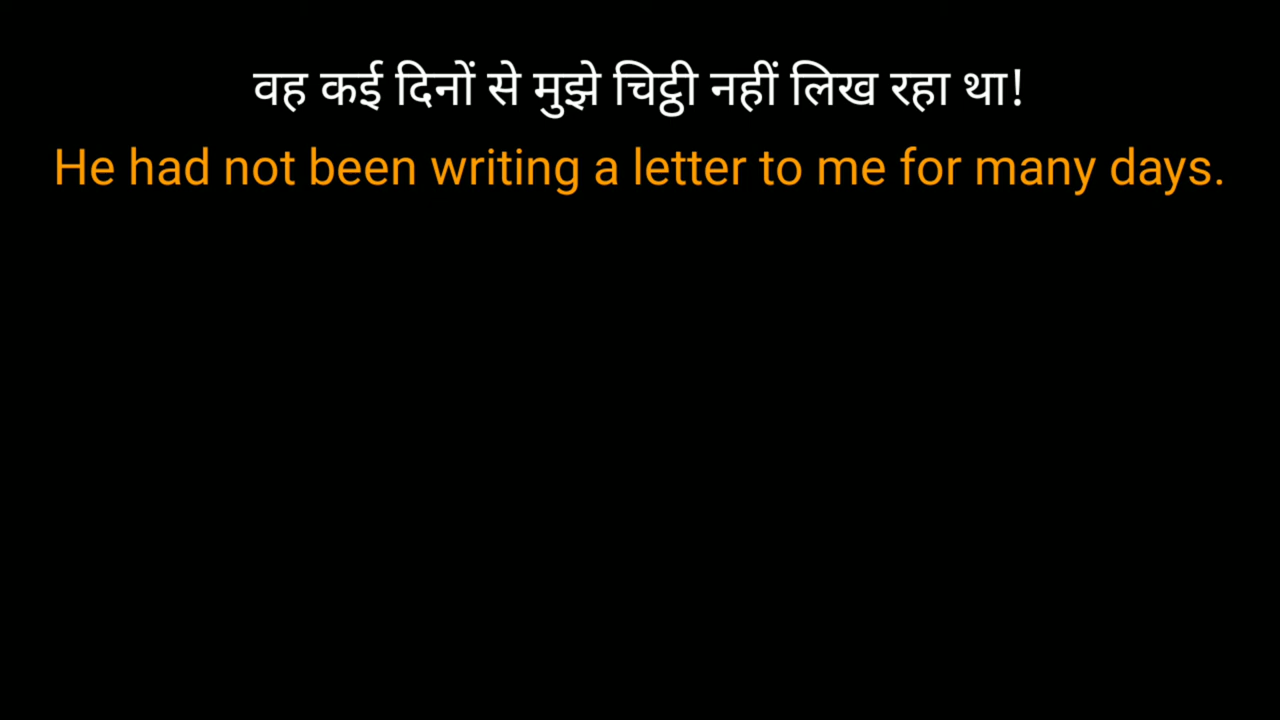 वह कई दिनों से मुझे चिट्ठी नहीं लिख रहा था!
He had not been writing a letter to me for many days.